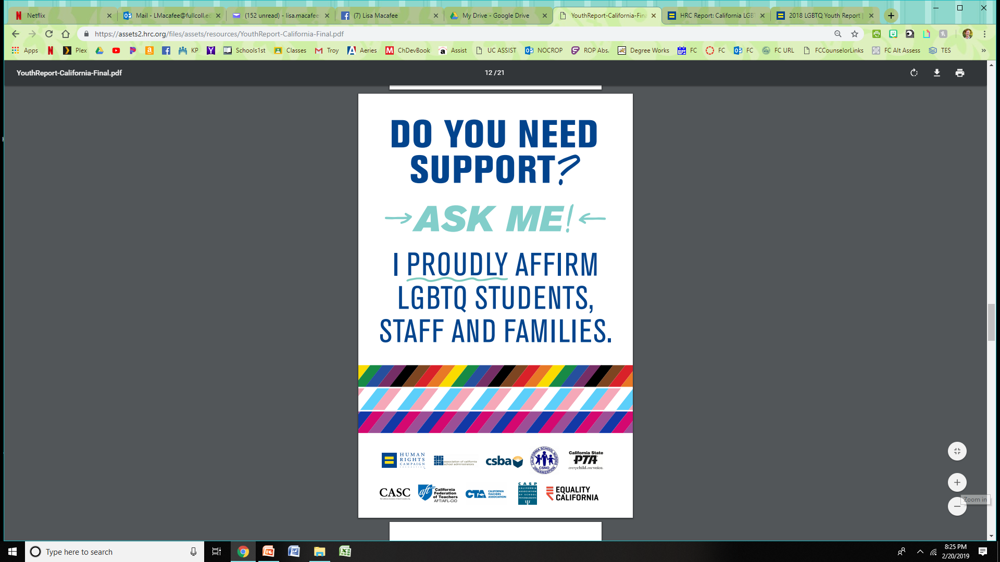 Netflix
Mail - LMacafee@fullcoll.ec
(152 unread) - lisa.macafee
(7) Lisa Macafee
My Drive - Google Drive
YouthReport-California-Fin
HRC Report: California LGBT
2018 LGBTQ Youth Report |
https://assets2.hrc.org/files/assets/resources/YouthReport-California-Final.pdf
Apps Plex KP Schools1st Classes Troy Aeries ChDevBook Assist UC ASSIST NOCROP ROP Abs. Degree Works FC FC FC FC URL FCCounselorLinks FC Alt Assess TES »
YouthReport-California-Final.pdf
12 / 21
DO YOU NEED
SUPPORT?
ASK ME!
I PROUDLY AFFIRM
LGBTQ STUDENTS,
STAFF AND FAMILIES.
HUMAN
RIGHTS
CAMPAIGN
FOUNDATION
association of california
school administrators
csba
CALIFORNIA SCHOOL NURSES
CSNO
ORGANIZATION
California State
PTA
everychild.onevoice.
CASC
aft
California
Federation
of Teachers
AFT/AFL-CIO
CTA
CALIFORNIA
TEACHERS
ASSOCIATION
CASP
CALIFORNIA
ASSOCIATION
OF SCHOOL
PSYCHOLOGISTS
EQUALITY
CALIFORNIA
Zoom in
Type here to search
8:25 PM
2/20/2019